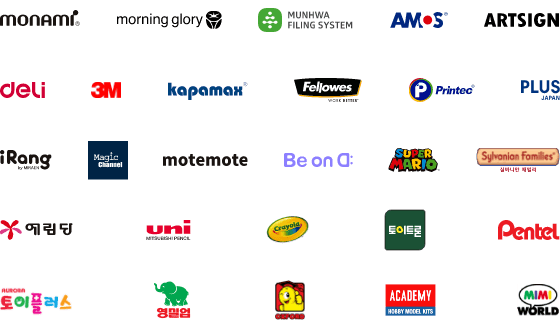 monami
morning glory
MUNHWA
FILING SYSTEM
AMOS
ARTSIGN
deli
3M
kapamax
Fellowes
WORK BETTER
Printec
PLUS
JAPAN
iRang
by MIRAEN
Magic
Channel
motemote
Be on D:
SUPER
MARIO
Sylvanian Families
실바니안 패밀리
예림당
uni
MITSUBISHI PENCIL
Crayola
토이트론
Pentel
AURORA
토이플러스
영실업
OXFORD
ACADEMY
HOBBY MODEL KITS
MIMI
WORLD